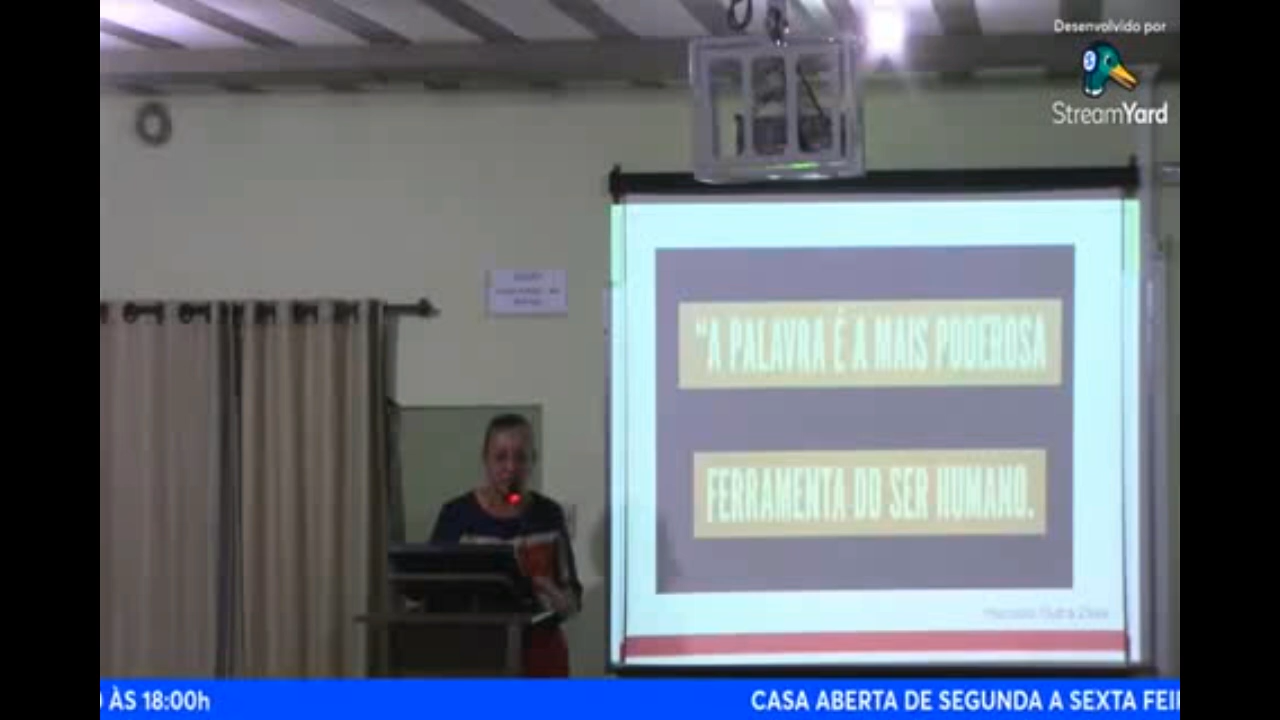 Desenvolvido por
StreamYard
"A PALAVRA É A MAIS PODEROSA
FERRAMENTA DO SER HUMANO.
ÀS 18:00h
CASA ABERTA DE SEGUNDA A SEXTA FEI